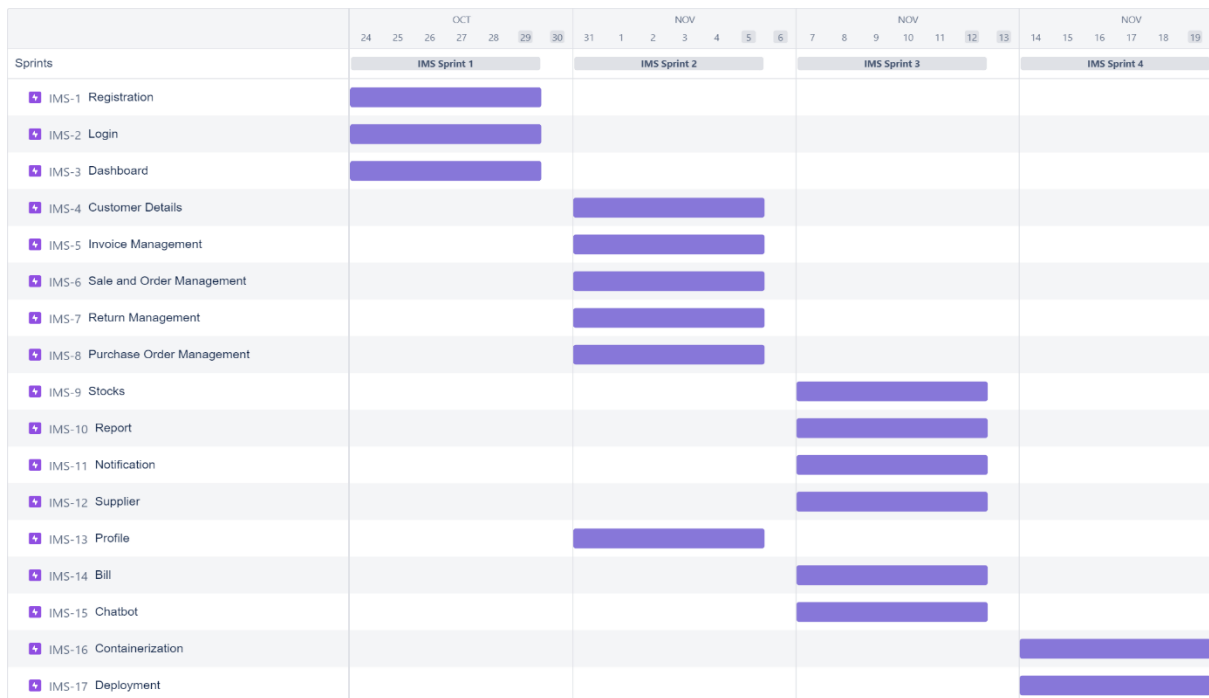 OCT NOV NOV NOV
24 25 26 27 28 29 30 31 1 2 3 4 5 6 7 8 9 10 11 12 13 14 15 16 17 18 19
Sprints IMS Sprint 1 IMS Sprint 2 IMS Sprint 3 IMS Sprint 4
IMS-1 Registration
IMS-2 Login
IMS-3 Dashboard
IMS-4 Customer Details
IMS-5 Invoice Management
IMS-6 Sale and Order Management
IMS-7 Return Management
IMS-8 Purchase Order Management
IMS-9 Stocks
IMS-10 Report
IMS-11 Notification
IMS-12 Supplier
IMS-13 Profile
IMS-14 Bill
IMS-15 Chatbot
IMS-16 Containerization
IMS-17 Deployment